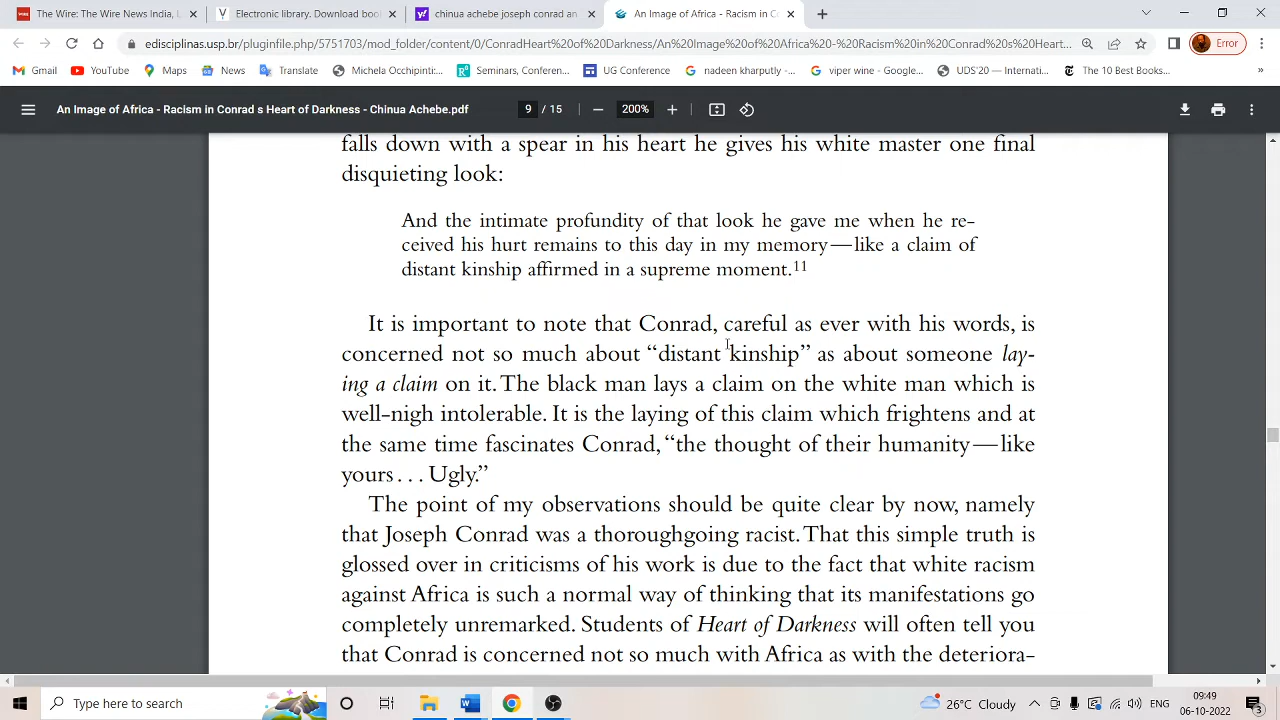 The Wire: The Wire News India, L
Electronic library. Download book
chinua achebe joseph conrad an
An Image of Africa - Racism in Co
edisciplinas.usp.br/pluginfile.php/5751703/mod_folder/content/0/ConradHeart%20of%20Darkness/An%20Image%20of%20Africa%20-%20Racism%20in%20Conrad%20s%20Heart...
Error
Gmail
YouTube
Maps
News
Translate
Michela Occhipinti:...
Seminars, Conferen...
UG Conference
nadeen kharputly -...
viper wine - Google...
UDS'20 — Internati...
The 10 Best Books...
»
An Image of Africa - Racism in Conrad s Heart of Darkness - Chinua Achebe.pdf
9 / 15
200%
falls down with a spear in his heart he gives his white master one final
disquieting look:
And the intimate profundity of that look he gave me when he re-
ceived his hurt remains to this day in my memory—like a claim of
distant kinship affirmed in a supreme moment.11
It is important to note that Conrad, careful as ever with his words, is
concerned not so much about “distant kinship” as about someone lay-
ing a claim on it. The black man lays a claim on the white man which is
well-nigh intolerable. It is the laying of this claim which frightens and at
the same time fascinates Conrad, “the thought of their humanity—like
yours . . . Ugly.”
The point of my observations should be quite clear by now, namely
that Joseph Conrad was a thoroughgoing racist. That this simple truth is
glossed over in criticisms of his work is due to the fact that white racism
against Africa is such a normal way of thinking that its manifestations go
completely unremarked. Students of Heart of Darkness will often tell you
that Conrad is concerned not so much with Africa as with the deteriora-
Type here to search
26°C Cloudy
ENG
09:49
06-10-2022
3